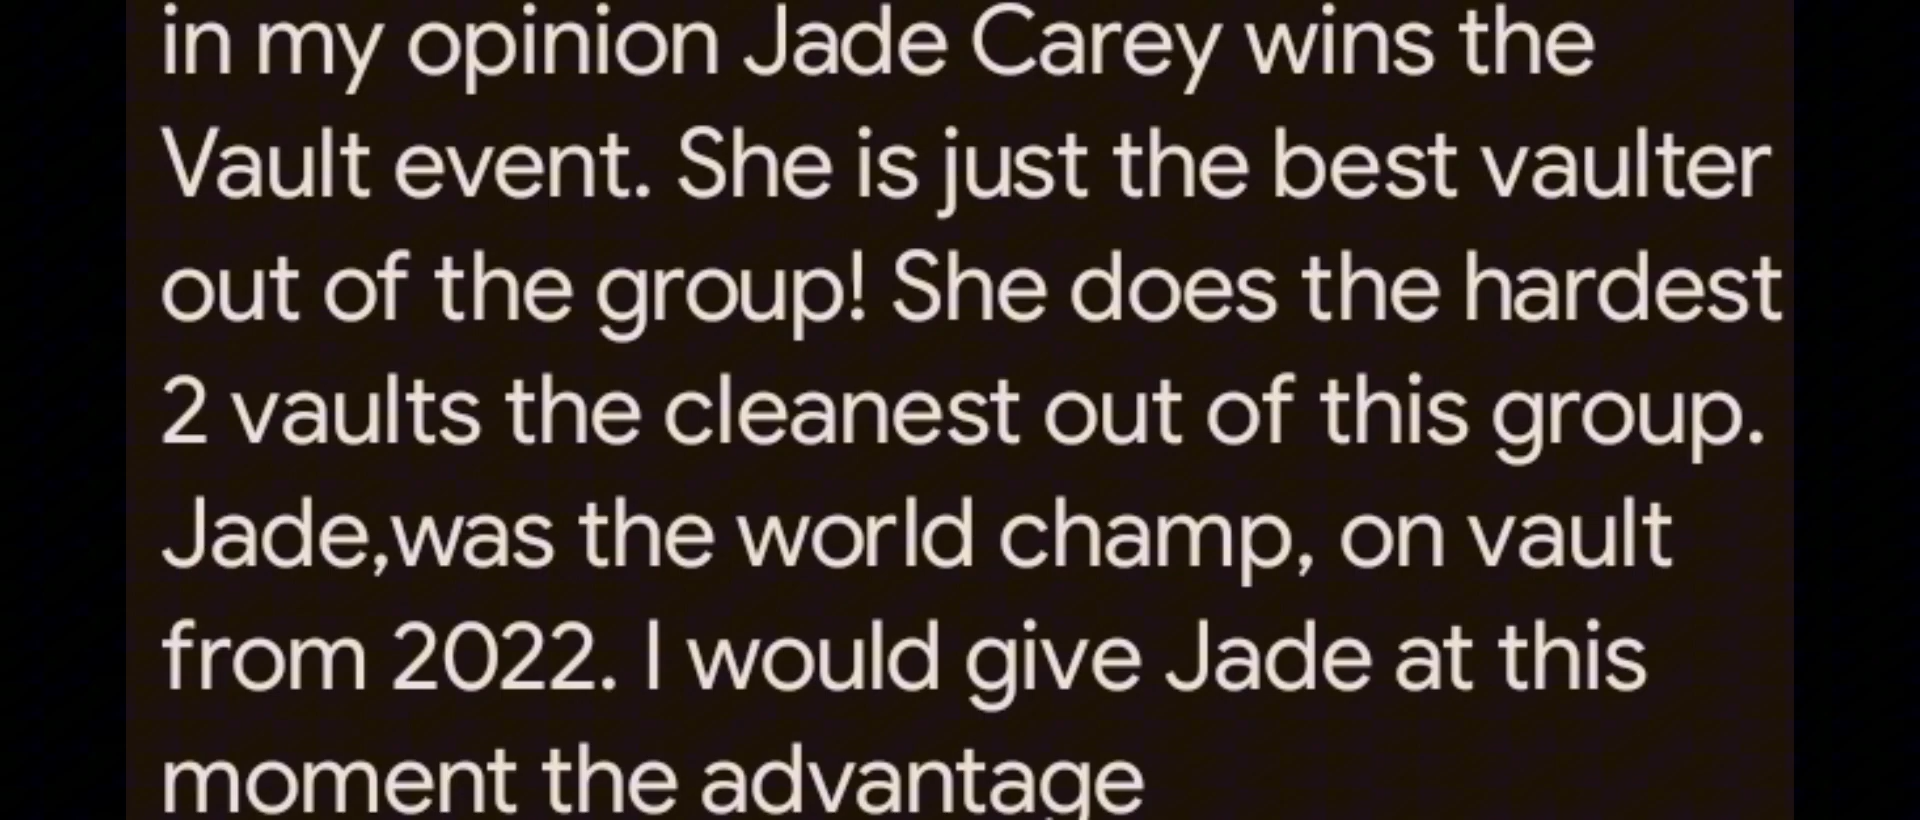 in my opinion Jade Carey wins the
Vault event. She is just the best vaulter
out of the group! She does the hardest
2 vaults the cleanest out of this group.
Jade,was the world champ, on vault
from 2022. I would give Jade at this
moment the advantage